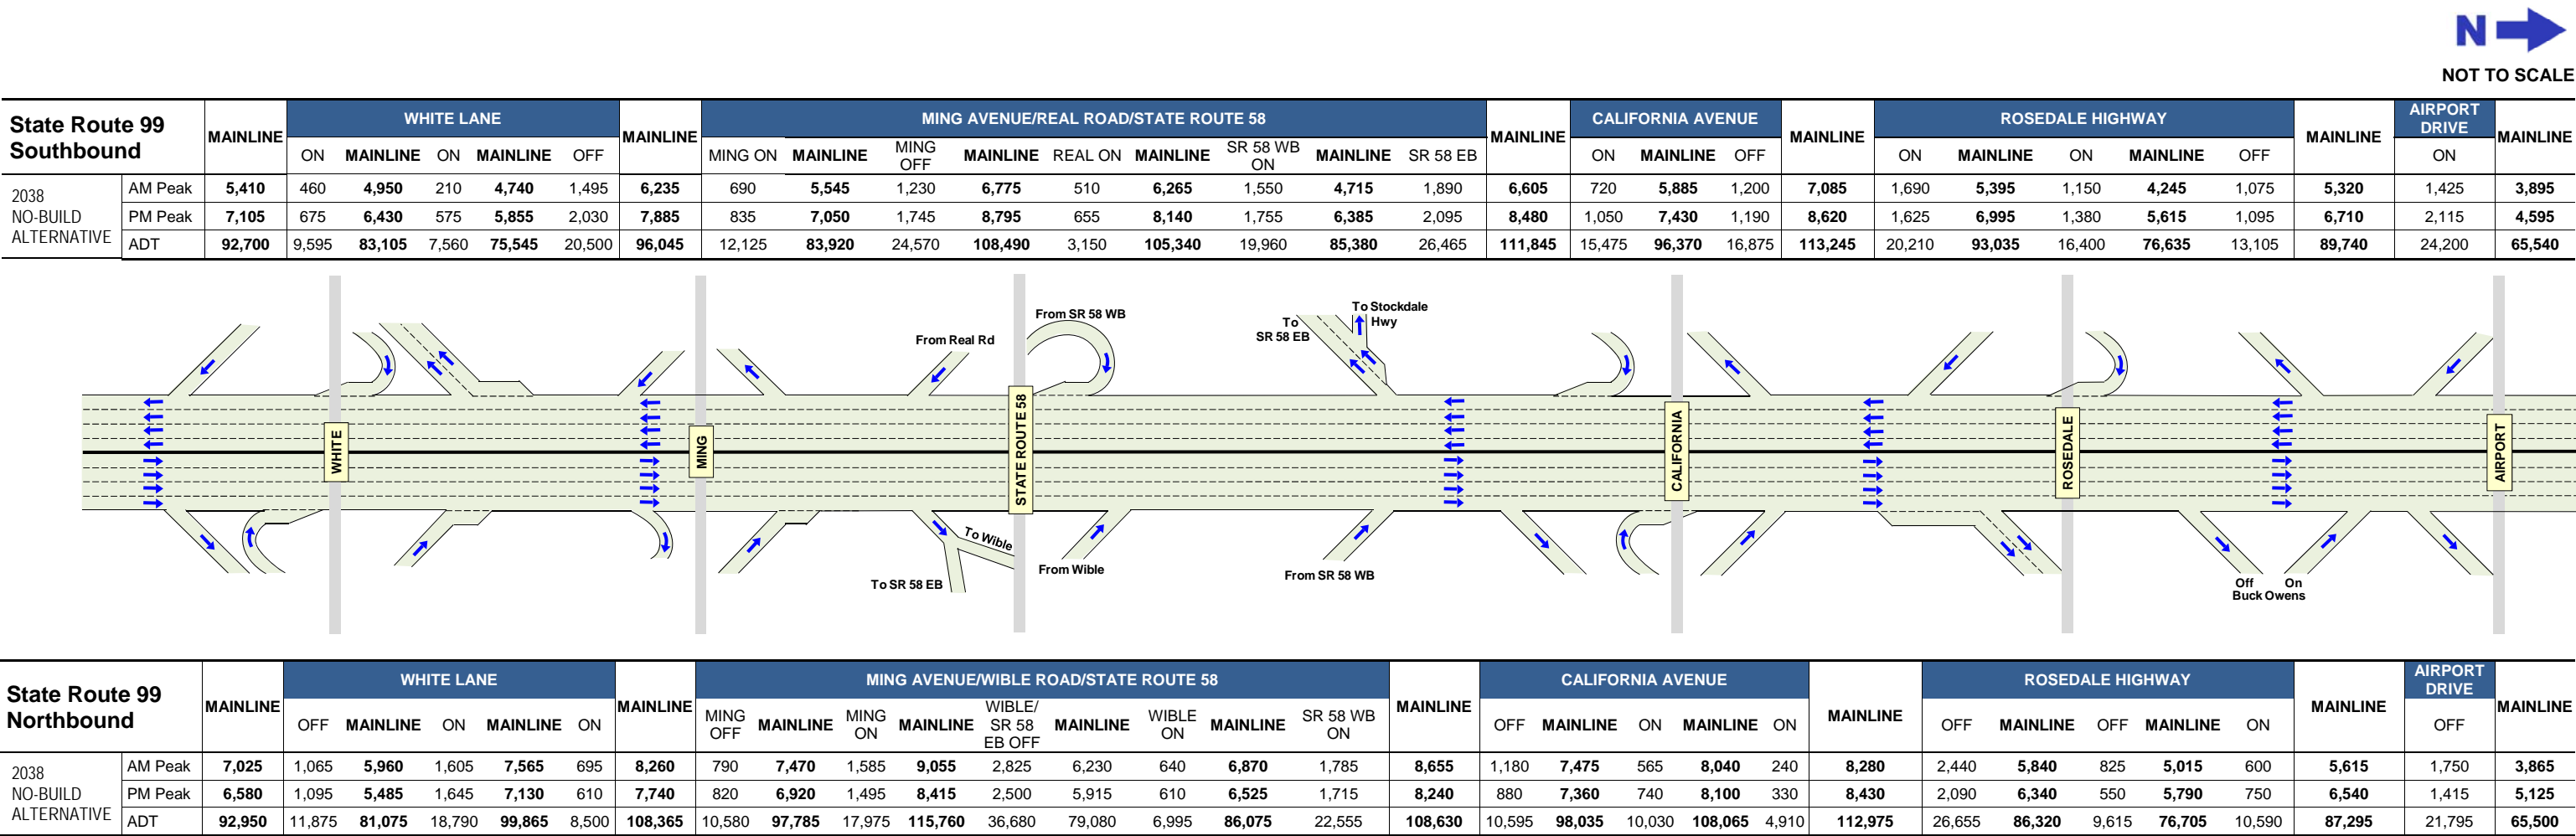 N
NOT TO SCALE
State Route 99 Southbound MAINLINE WHITE LANE MAINLINE MING AVENUE/REAL ROAD/STATE ROUTE 58 MAINLINE CALIFORNIA AVENUE MAINLINE ROSEDALE HIGHWAY MAINLINE AIRPORT DRIVE MAINLINE
ON MAINLINE ON MAINLINE OFF MING ON MAINLINE MING OFF MAINLINE REAL ON MAINLINE SR 58 WB ON MAINLINE SR 58 EB ON MAINLINE OFF ON MAINLINE ON MAINLINE OFF ON
2038 NO-BUILD ALTERNATIVE
AM Peak 5,410 460 4,950 210 4,740 1,495 6,235 690 5,545 1,230 6,775 510 6,265 1,550 4,715 1,890 6,605 720 5,885 1,200 7,085 1,690 5,395 1,150 4,245 1,075 5,320 1,425 3,895
PM Peak 7,105 675 6,430 575 5,855 2,030 7,885 835 7,050 1,745 8,795 655 8,140 1,755 6,385 2,095 8,480 1,050 7,430 1,190 8,620 1,625 6,995 1,380 5,615 1,095 6,710 2,115 4,595
ADT 92,700 9,595 83,105 7,560 75,545 20,500 96,045 12,125 83,920 24,570 108,490 3,150 105,340 19,960 85,380 26,465 111,845 15,475 96,370 16,875 113,245 20,210 93,035 16,400 76,635 13,105 89,740 24,200 65,540
From Real Rd
From SR 58 WB
To SR 58 EB
To Stockdale Hwy
WHITE
MING
STATE ROUTE 58
CALIFORNIA
ROSEDALE
AIRPORT
To SR 58 EB
To Wible
From Wible
From SR 58 WB
Off On
Buck Owens
State Route 99 Northbound MAINLINE WHITE LANE MAINLINE MING AVENUE/WIBLE ROAD/STATE ROUTE 58 MAINLINE CALIFORNIA AVENUE MAINLINE ROSEDALE HIGHWAY MAINLINE AIRPORT DRIVE MAINLINE
OFF MAINLINE ON MAINLINE ON MING OFF MAINLINE MING ON MAINLINE WIBLE/ SR 58 EB OFF MAINLINE WIBLE ON MAINLINE SR 58 WB ON OFF MAINLINE ON MAINLINE ON OFF MAINLINE OFF MAINLINE ON OFF
2038 NO-BUILD ALTERNATIVE
AM Peak 7,025 1,065 5,960 1,605 7,565 695 8,260 790 7,470 1,585 9,055 2,825 6,230 640 6,870 1,785 8,655 1,180 7,475 565 8,040 240 8,280 2,440 5,840 825 5,015 600 5,615 1,750 3,865
PM Peak 6,580 1,095 5,485 1,645 7,130 610 7,740 820 6,920 1,495 8,415 2,500 5,915 610 6,525 1,715 8,240 880 7,360 740 8,100 330 8,430 2,090 6,340 550 5,790 750 6,540 1,415 5,125
ADT 92,950 11,875 81,075 18,790 99,865 8,500 108,365 10,580 97,785 17,975 115,760 36,680 79,080 6,995 86,075 22,555 108,630 10,595 98,035 10,030 108,065 4,910 112,975 26,655 86,320 9,615 76,705 10,590 87,295 21,795 65,500